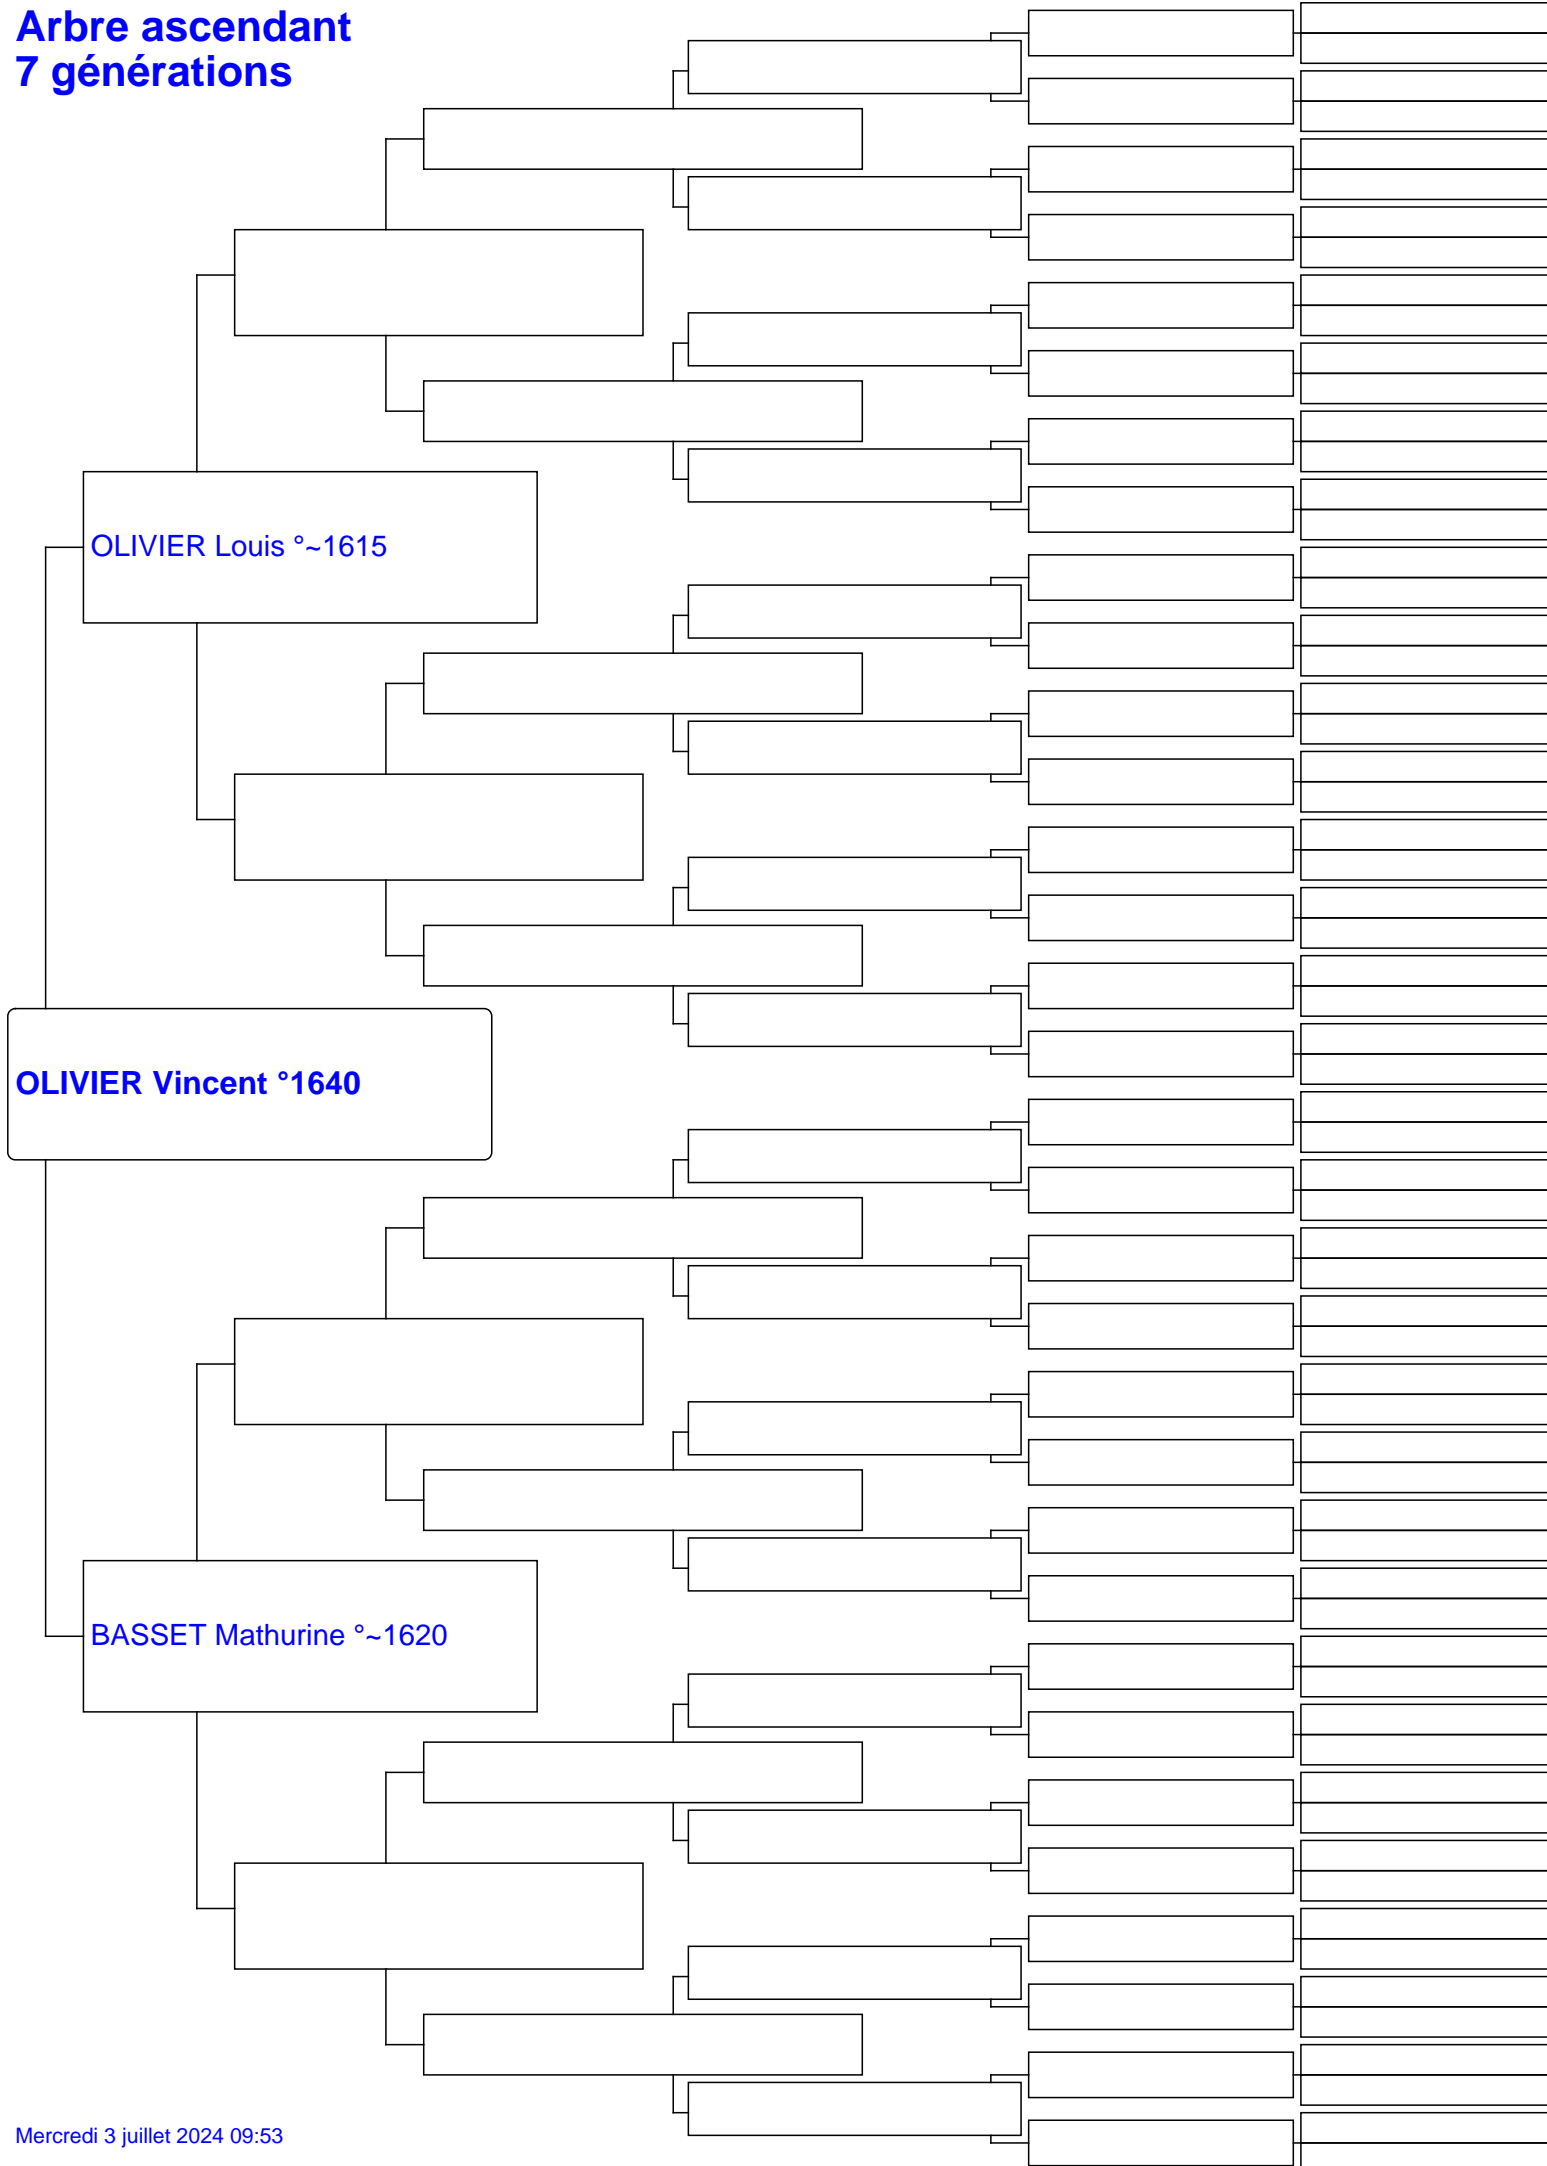 Arbre ascendant
7 générations
OLIVIER Louis °~1615
OLIVIER Vincent °1640
BASSET Mathurine °~1620
Mercredi 3 juillet 2024 09:53